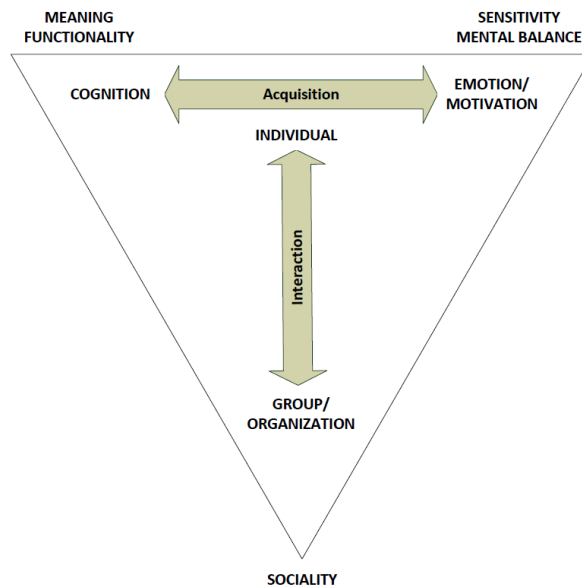 MEANING
FUNCTIONALITY
SENSITIVITY
MENTAL BALANCE
COGNITION
Acquisition
EMOTION/
MOTIVATION
INDIVIDUAL
Interaction
GROUP/
ORGANIZATION
SOCIALITY